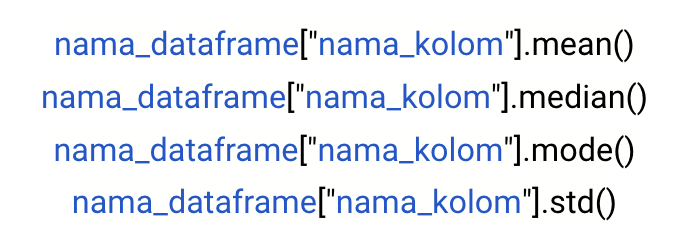 nama_dataframe["nama_kolom"].mean()
nama_dataframe["nama_kolom"].median()
nama_dataframe["nama_kolom"].mode()
nama_dataframe["nama_kolom"].std()